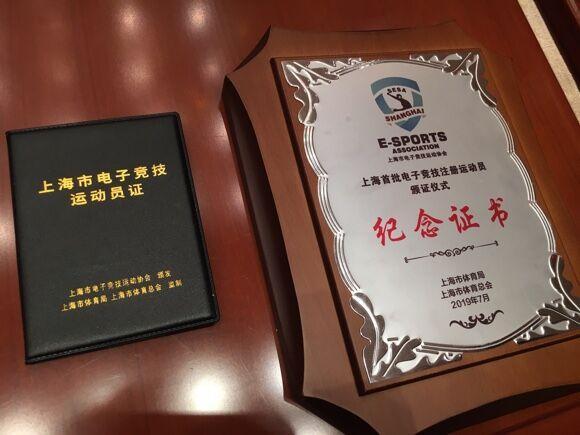 上海市电子竞技
运动员证
上海市电子竞技运动协会 颁发
上海市体育局 上海市体育总会 监制
SESA
SHANGHAI
E-SPORTS
ASSOCIATION
上海市电子竞技运动协会
上海首批电子竞技注册运动员
颁证仪式
纪念证书
上海市体育局
上海市体育总会
2019年7月